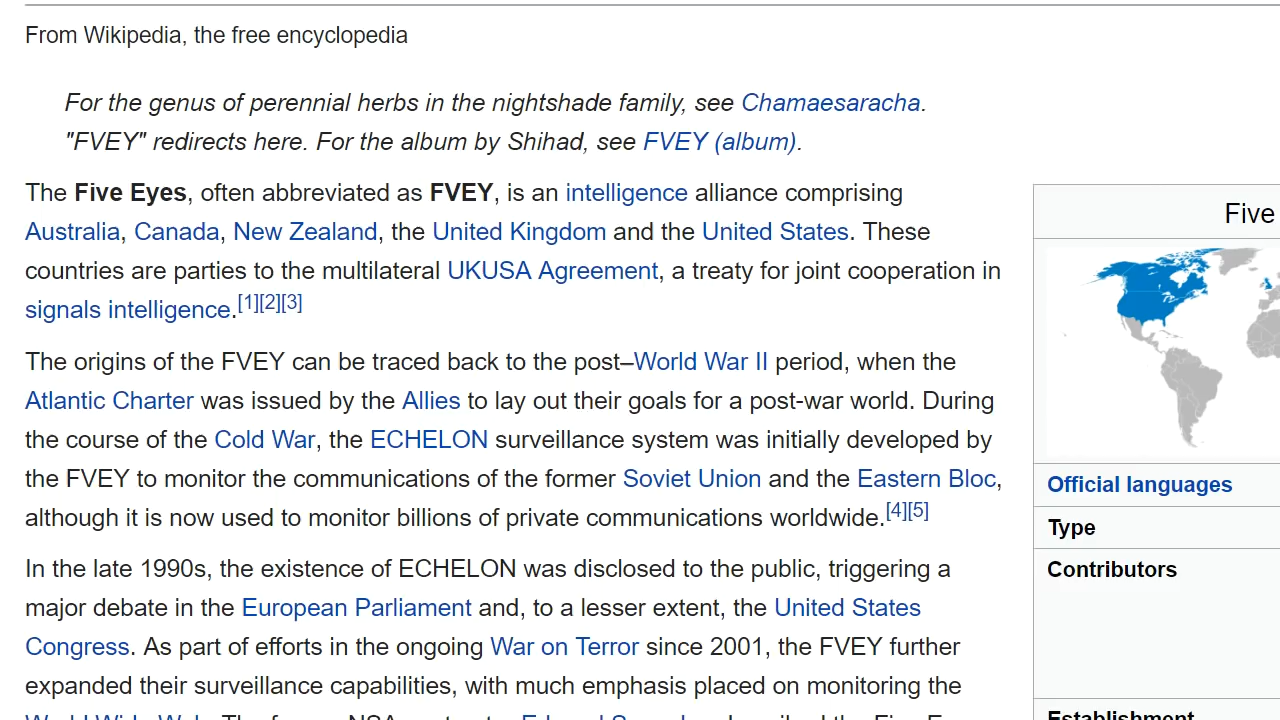 From Wikipedia, the free encyclopedia
For the genus of perennial herbs in the nightshade family, see Chamaesaracha.
"FVEY" redirects here. For the album by Shihad, see FVEY (album).
The Five Eyes, often abbreviated as FVEY, is an intelligence alliance comprising
Australia, Canada, New Zealand, the United Kingdom and the United States. These
countries are parties to the multilateral UKUSA Agreement, a treaty for joint cooperation in
signals intelligence.[1][2][3]
The origins of the FVEY can be traced back to the post–World War II period, when the
Atlantic Charter was issued by the Allies to lay out their goals for a post-war world. During
the course of the Cold War, the ECHELON surveillance system was initially developed by
the FVEY to monitor the communications of the former Soviet Union and the Eastern Bloc,
although it is now used to monitor billions of private communications worldwide.[4][5]
In the late 1990s, the existence of ECHELON was disclosed to the public, triggering a
major debate in the European Parliament and, to a lesser extent, the United States
Congress. As part of efforts in the ongoing War on Terror since 2001, the FVEY further
expanded their surveillance capabilities, with much emphasis placed on monitoring the
World Wide Web. The former NSA
Five
Official languages
Type
Contributors
Establishment